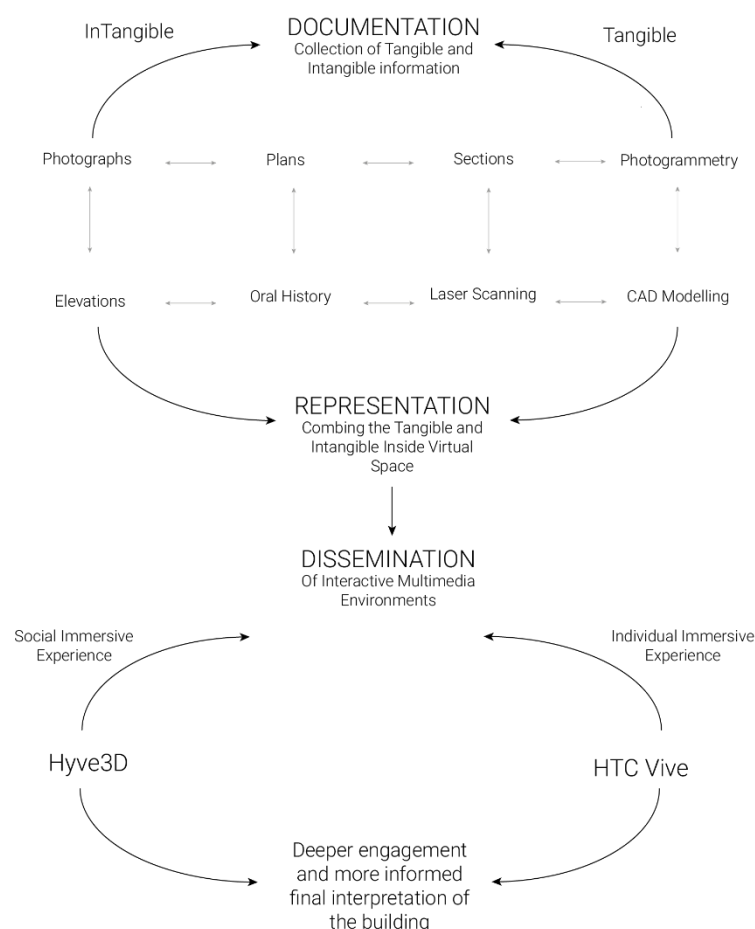 InTangible
DOCUMENTATION
Tangible
Collection of Tangible and
Intangible information
Photographs
Plans
Sections
Photogrammetry
Elevations
Oral History
Laser Scanning
CAD Modelling
REPRESENTATION
Combing the Tangible and
Intangible Inside Virtual
Space
DISSEMINATION
Of Interactive Multimedia
Environments
Social Immersive
Experience
Individual Immersive
Experience
Hyve3D
HTC Vive
Deeper engagement
and more informed
final interpretation of
the building